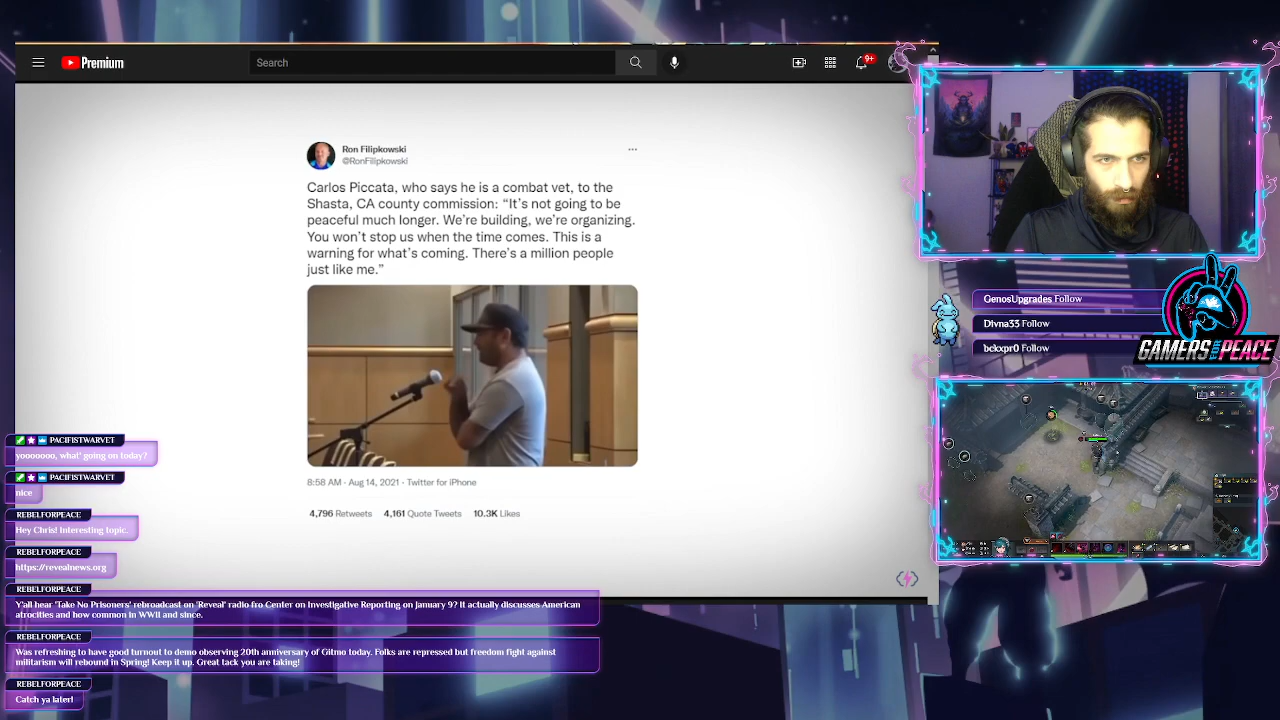 Premium
Search
9+
Ron Filipkowski
@RonFilipkowski
Carlos Piccata, who says he is a combat vet, to the
Shasta, CA county commission: “It’s not going to be
peaceful much longer. We’re building, we’re organizing.
You won’t stop us when the time comes. This is a
warning for what’s coming. There’s a million people
just like me.”
8:58 AM · Aug 14, 2021 · Twitter for iPhone
4,796 Retweets 4,161 Quote Tweets 10.3K Likes
GenosUpgrades Follow
Divna33 Follow
bckxpr0 Follow
GAMERS FOR PEACE
PACIFISTWARVET
yooooooo, what' going on today?
PACIFISTWARVET
nice
REBELFORPEACE
Hey Chris! Interesting topic.
REBELFORPEACE
https://revealnews.org
REBELFORPEACE
Y'all hear 'Take No Prisoners' rebroadcast on 'Reveal' radio fro Center on Investigative Reporting on January 9? It actually discusses American
atrocities and how common in WWII and since.
REBELFORPEACE
Was refreshing to have good turnout to demo observing 20th anniversary of Gitmo today. Folks are repressed but freedom fight against
militarism will rebound in Spring! Keep it up. Great tack you are taking!
REBELFORPEACE
Catch ya later!